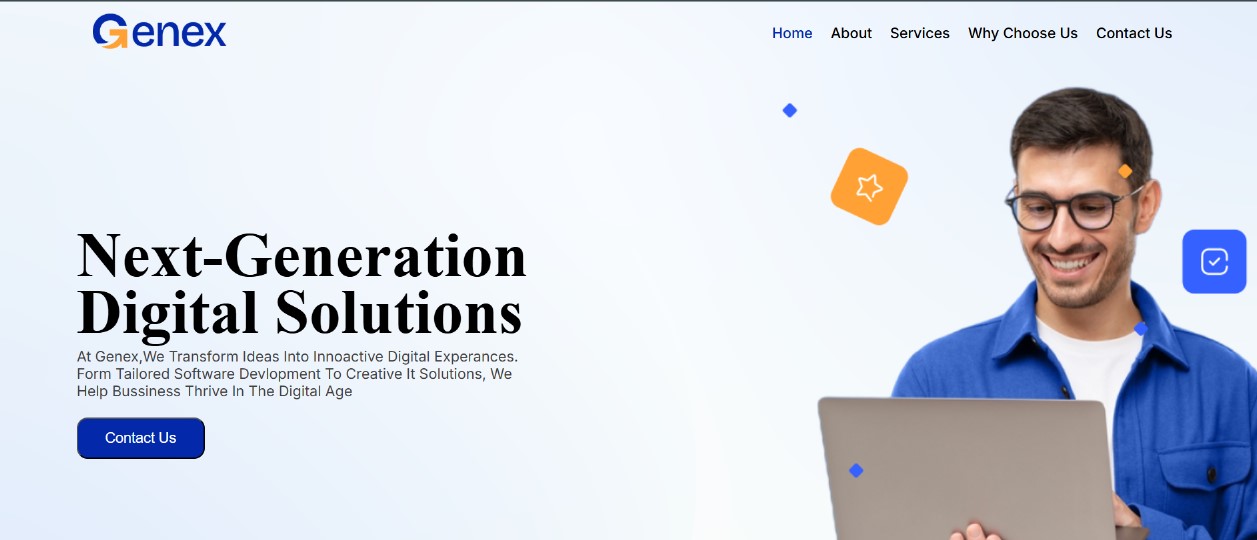 Genex
Home About Services Why Choose Us Contact Us
Next-Generation
Digital Solutions
At Genex,We Transform Ideas Into Innoactive Digital Experances.
Form Tailored Software Devlopment To Creative It Solutions, We
Help Bussiness Thrive In The Digital Age
Contact Us